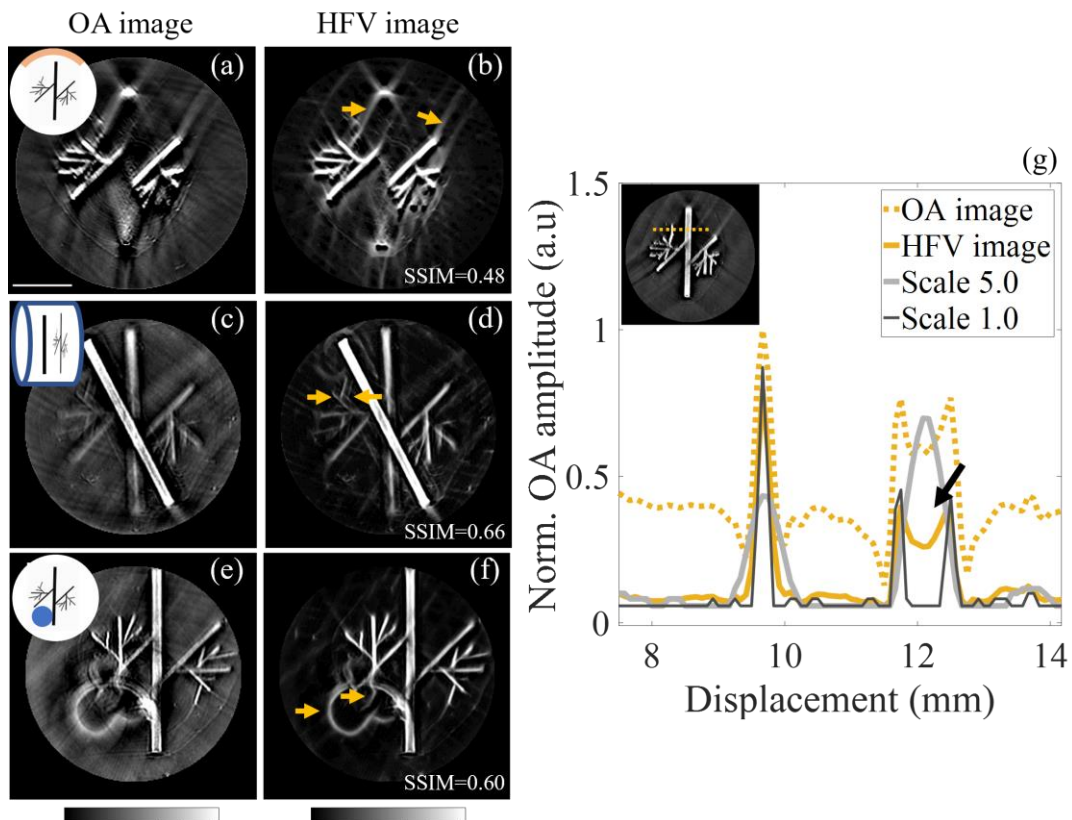 OA image
HFV image
(a)
(b)
SSIM=0.48
(c)
(d)
SSIM=0.66
(e)
(f)
SSIM=0.60
(g)
Norm. OA amplitude (a.u)
1.5
1
0.5
0
OA image
HFV image
Scale 5.0
Scale 1.0
8
10
12
14
Displacement (mm)